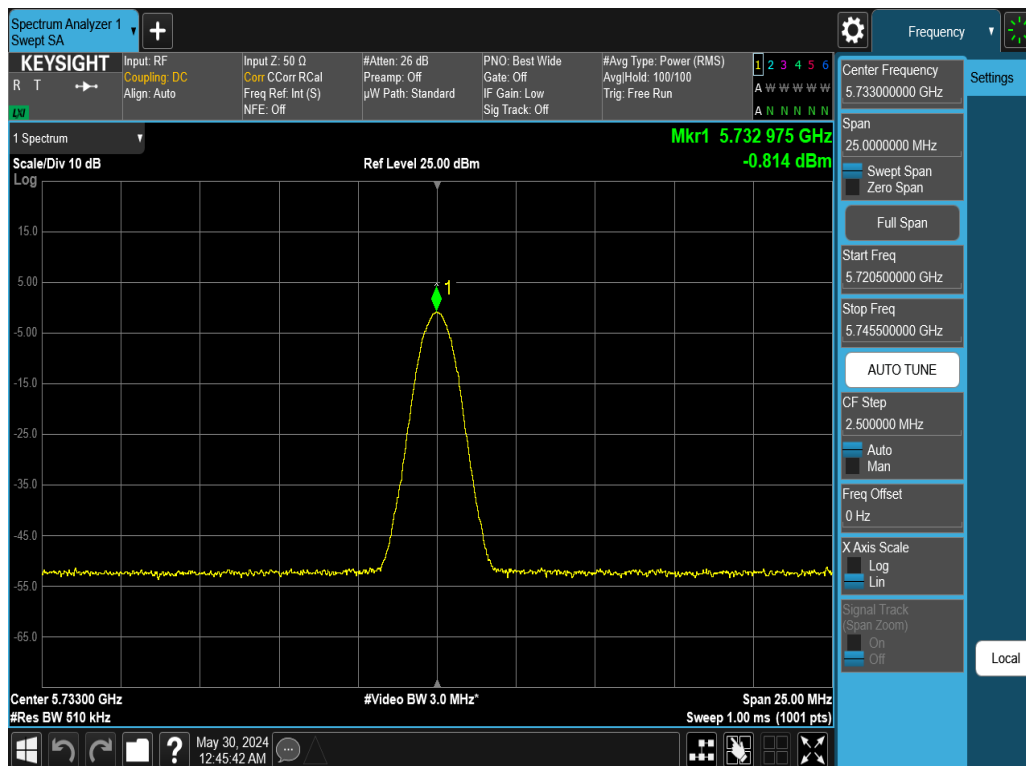 Spectrum Analyzer 1
Swept SA
+
Frequency
KEYSIGHT
R T
LXI
Input: RF
Coupling: DC
Align: Auto
Input Z: 50 Ω
Corr CCorr RCal
Freq Ref: Int (S)
NFE: Off
#Atten: 26 dB
Preamp: Off
µW Path: Standard
PNO: Best Wide
Gate: Off
IF Gain: Low
Sig Track: Off
#Avg Type: Power (RMS)
Avg|Hold: 100/100
Trig: Free Run
1 2 3 4 5 6
A W W W W W
A N N N N N
1 Spectrum
Scale/Div 10 dB
Log
Ref Level 25.00 dBm
Mkr1 5.732 975 GHz
-0.814 dBm
15.0
5.00
-5.00
-15.0
-25.0
-35.0
-45.0
-55.0
-65.0
1
Center 5.73300 GHz
#Res BW 510 kHz
#Video BW 3.0 MHz*
Span 25.00 MHz
Sweep 1.00 ms (1001 pts)
Center Frequency
5.733000000 GHz
Span
25.0000000 MHz
Swept Span
Zero Span
Full Span
Start Freq
5.720500000 GHz
Stop Freq
5.745500000 GHz
AUTO TUNE
CF Step
2.500000 MHz
Auto
Man
Freq Offset
0 Hz
X Axis Scale
Log
Lin
Signal Track
(Span Zoom)
On
Off
Settings
Local
?
May 30, 2024
12:45:42 AM